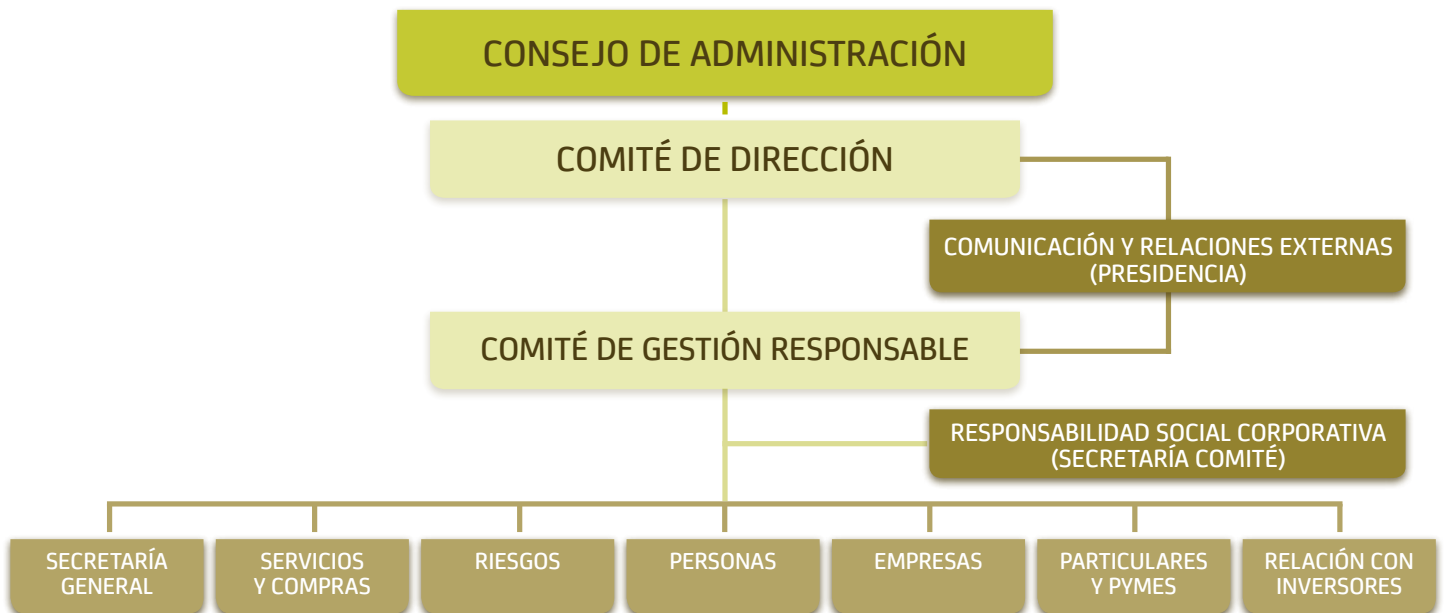 CONSEJO DE ADMINISTRACIÓN
COMITÉ DE DIRECCIÓN
COMUNICACIÓN Y RELACIONES EXTERNAS
(PRESIDENCIA)
COMITÉ DE GESTIÓN RESPONSABLE
RESPONSABILIDAD SOCIAL CORPORATIVA
(SECRETARÍA COMITÉ)
SECRETARÍA
GENERAL
SERVICIOS
Y COMPRAS
RIESGOS
PERSONAS
EMPRESAS
PARTICULARES
Y PYMES
RELACIÓN CON
INVERSORES